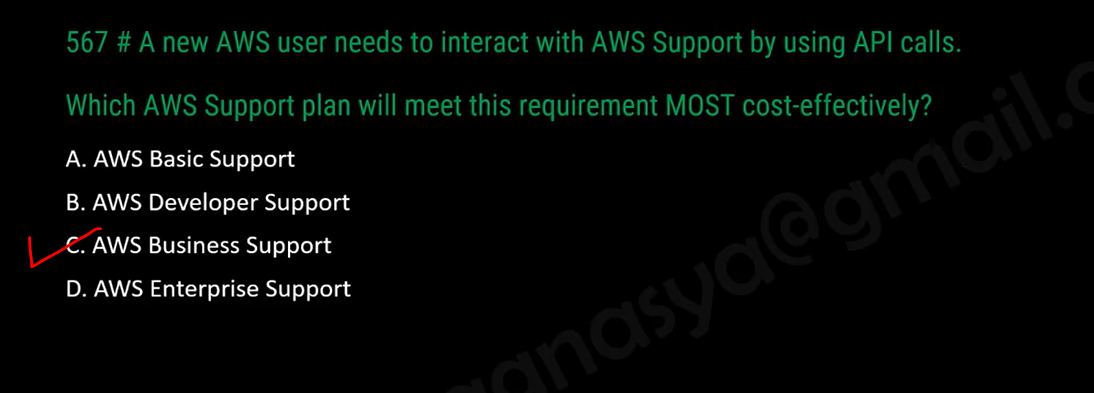 567 # A new AWS user needs to interact with AWS Support by using API calls.
Which AWS Support plan will meet this requirement MOST cost-effectively?
A. AWS Basic Support
B. AWS Developer Support
C. AWS Business Support
D. AWS Enterprise Support